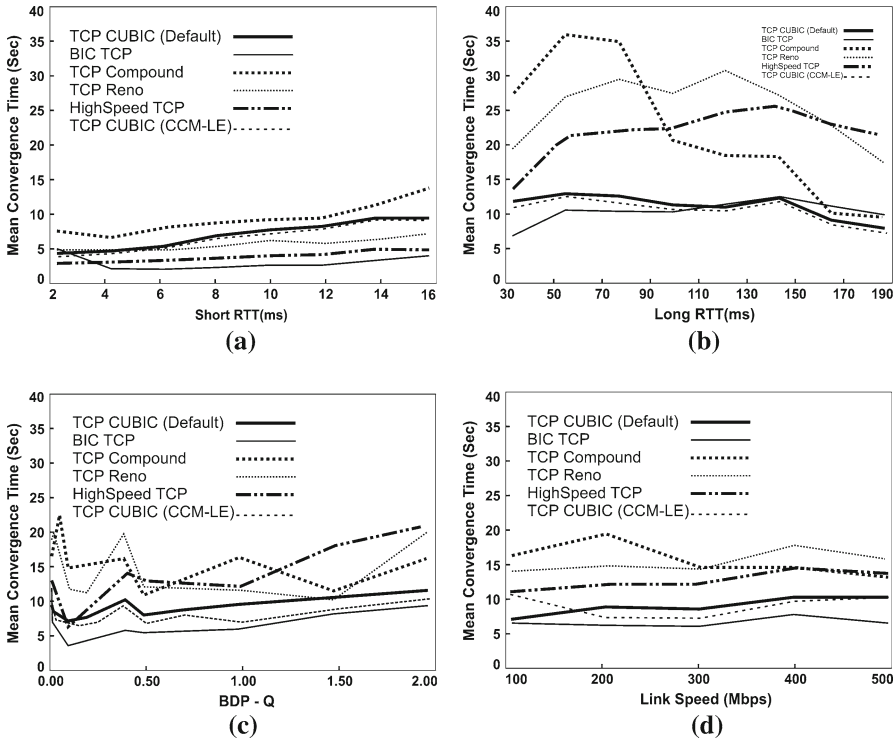 40
35
30
25
20
15
10
5
0
Mean Convergence Time (Sec)
TCP CUBIC (Default)
BIC TCP
TCP Compound
TCP Reno
HighSpeed TCP
TCP CUBIC (CCM-LE)
2 4 6 8 10 12 14 16
Short RTT(ms)
(a)
40
35
30
25
20
15
10
5
0
Mean Convergence Time (Sec)
TCP CUBIC (Default)
BIC TCP
TCP Compound
TCP Reno
HighSpeed TCP
TCP CUBIC (CCM-LE)
30 50 70 90 110 130 150 170 190
Long RTT(ms)
(b)
40
35
30
25
20
15
10
5
0
Mean Convergence Time (Sec)
TCP CUBIC (Default)
BIC TCP
TCP Compound
TCP Reno
HighSpeed TCP
TCP CUBIC (CCM-LE)
0.00 0.50 1.00 1.50 2.00
BDP - Q
(c)
40
35
30
25
20
15
10
5
0
Mean Convergence Time (Sec)
TCP CUBIC (Default)
BIC TCP
TCP Compound
TCP Reno
HighSpeed TCP
TCP CUBIC (CCM-LE)
100 200 300 400 500
Link Speed (Mbps)
(d)